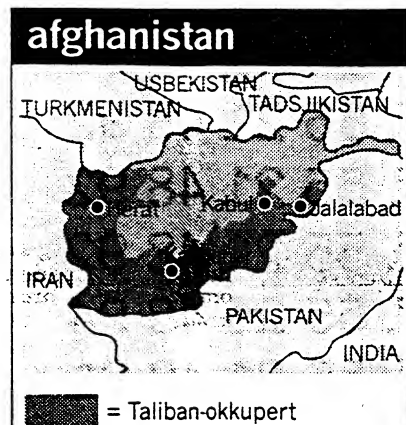 afghanistan
USBEKISTAN
TURKMENISTAN
TADSJIKISTAN
Herat
Kabul
Jalalabad
IRAN
PAKISTAN
INDIA
= Taliban-okkupert